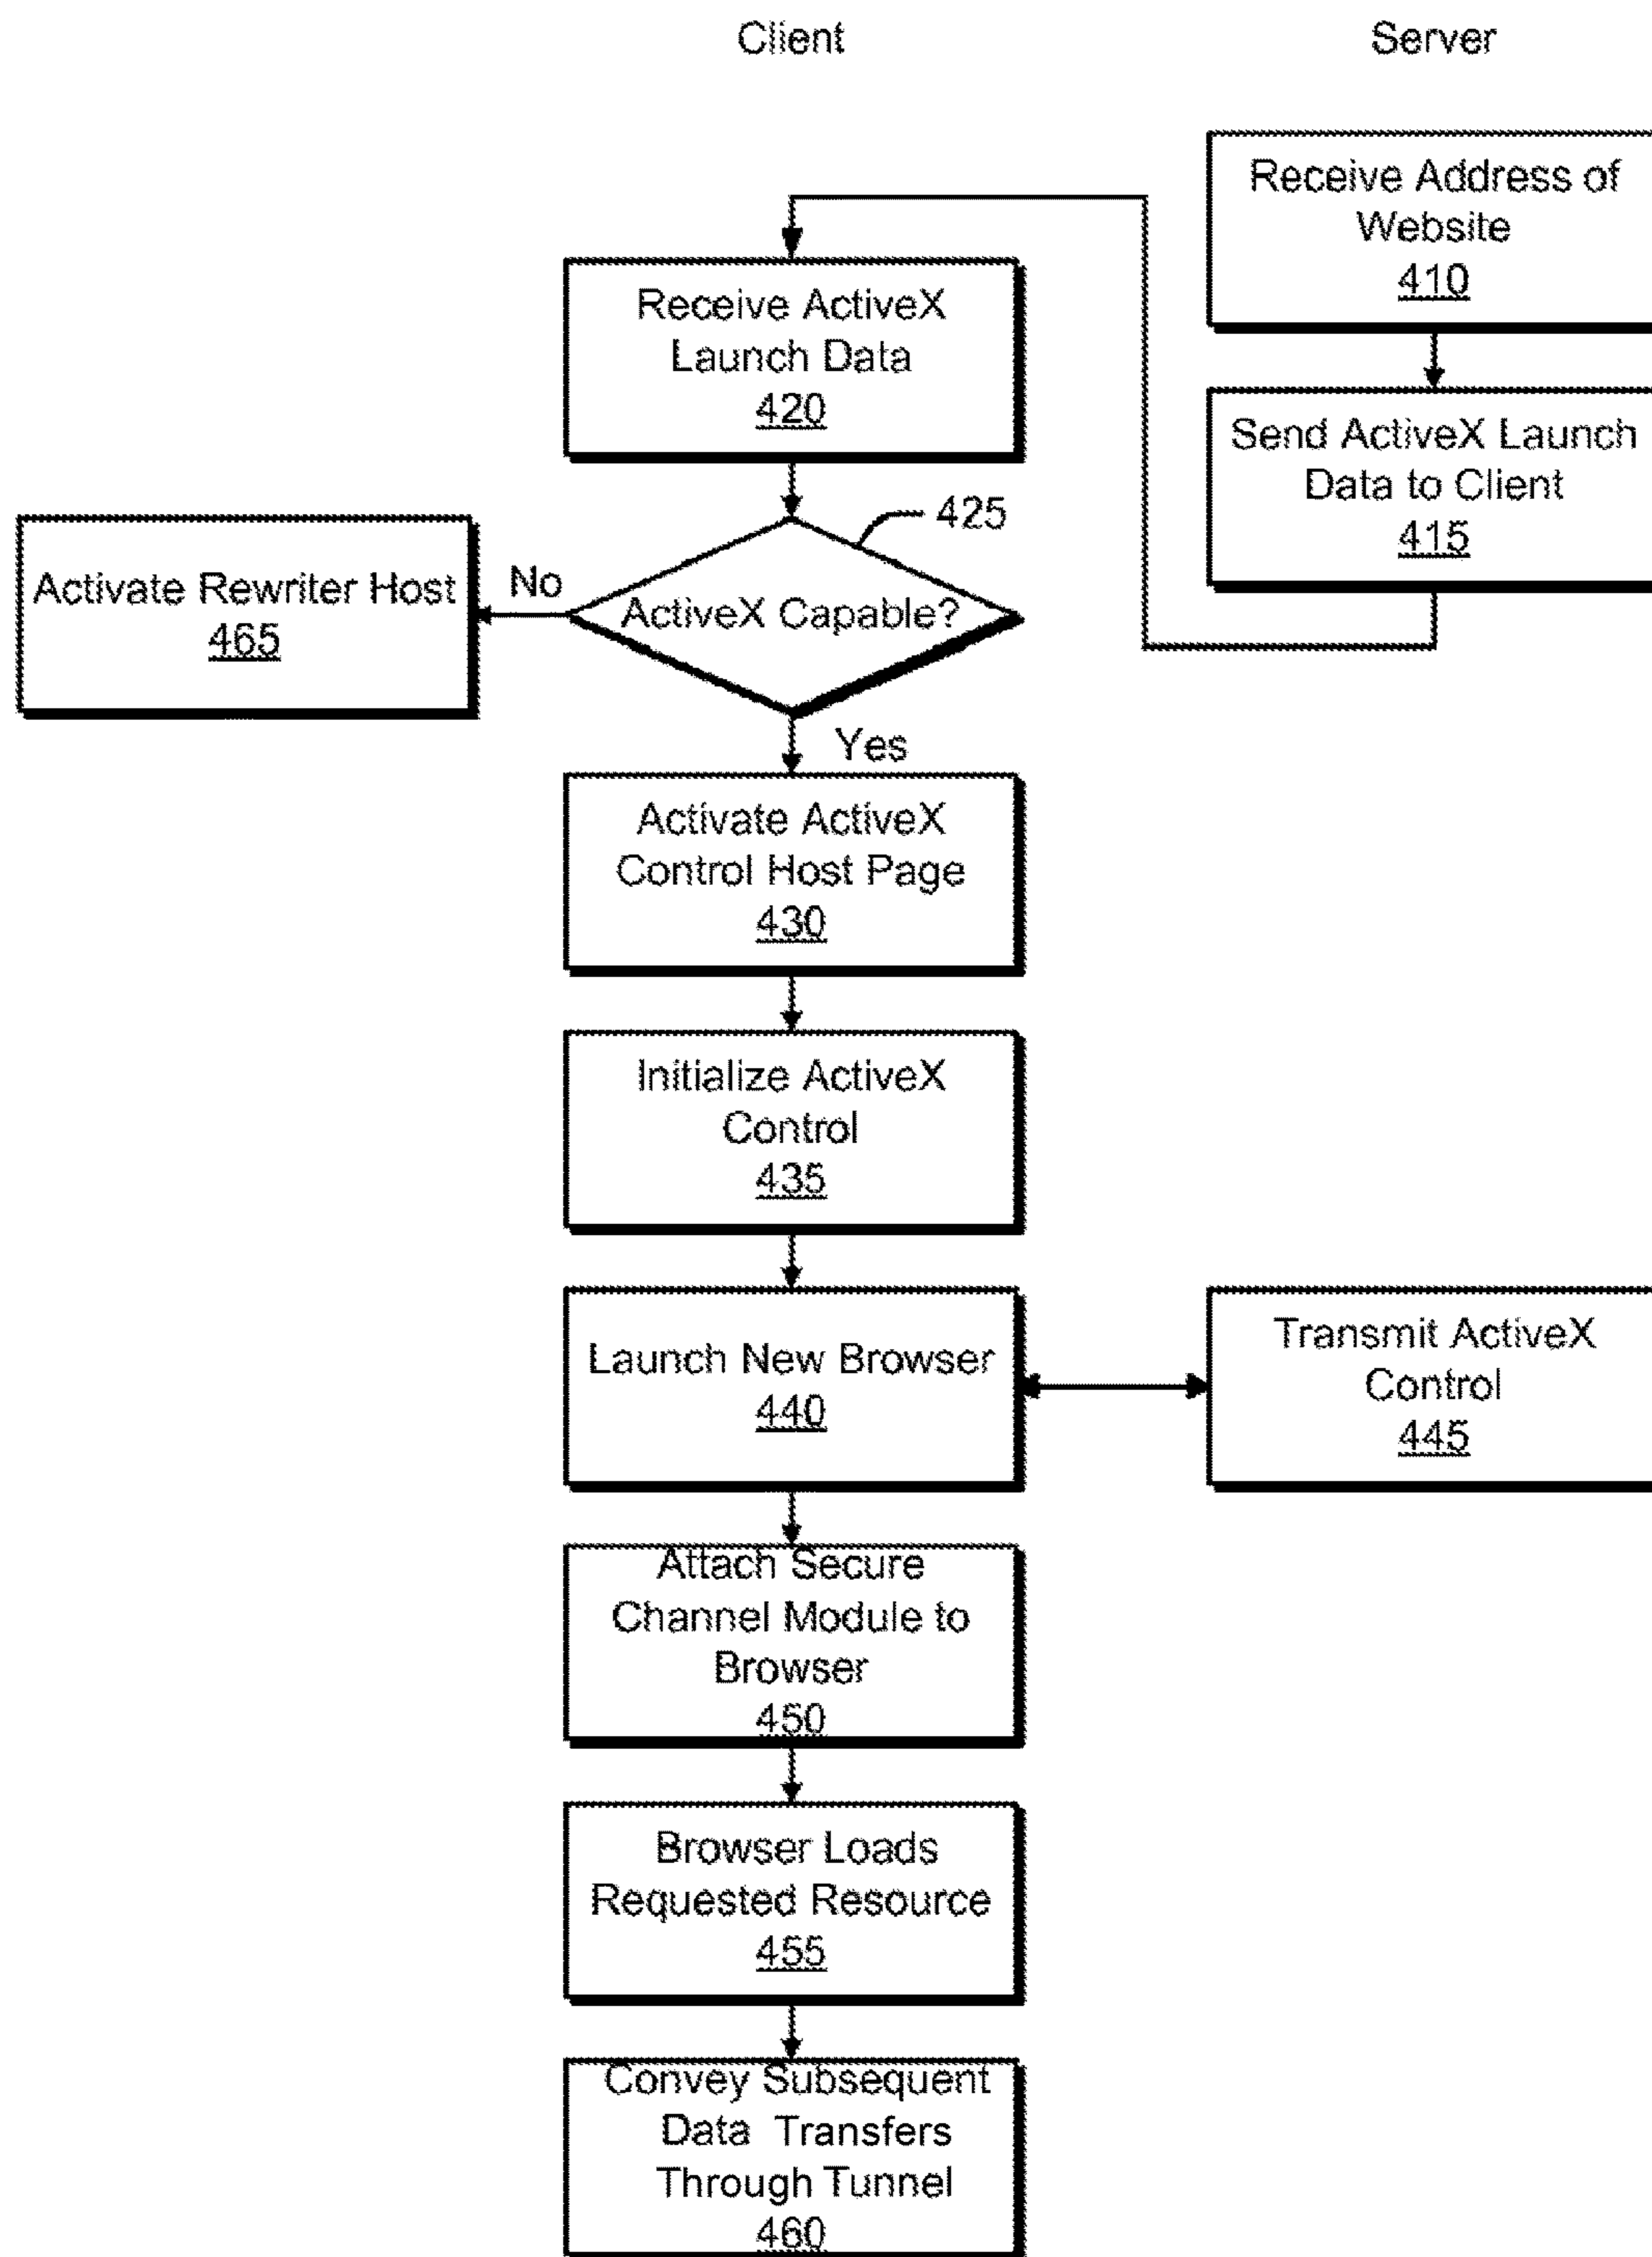 Client
Server
Receive Address of
Website
410
Send ActiveX Launch
Data to Client
415
Receive ActiveX
Launch Data
420
425
ActiveX Capable?
No
Activate Rewriter Host
465
Yes
Activate ActiveX
Control Host Page
430
Initialize ActiveX
Control
435
Launch New Browser
440
Transmit ActiveX
Control
445
Attach Secure
Channel Module to
Browser
450
Browser Loads
Requested Resource
455
Convey Subsequent
Data Transfers
Through Tunnel
460